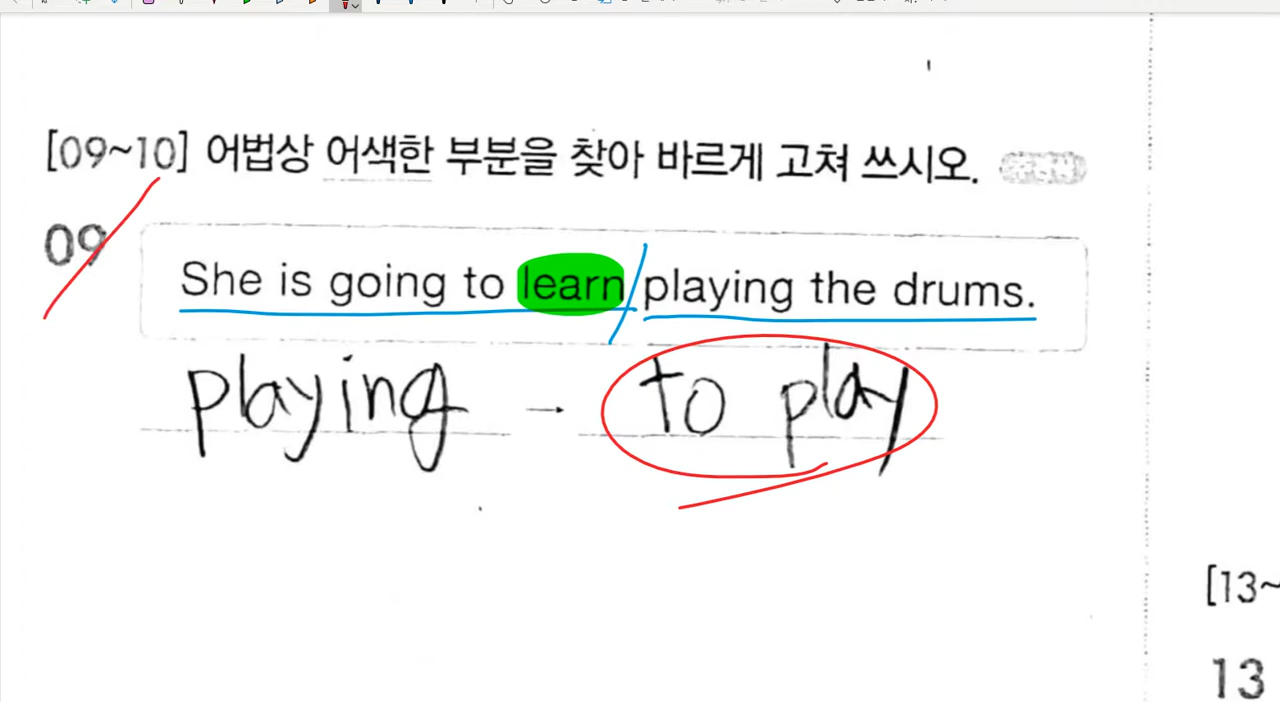 [09~10] 어법상 어색한 부분을 찾아 바르게 고쳐 쓰시오.
09
She is going to learn playing the drums.
playing → to play
[13~
13